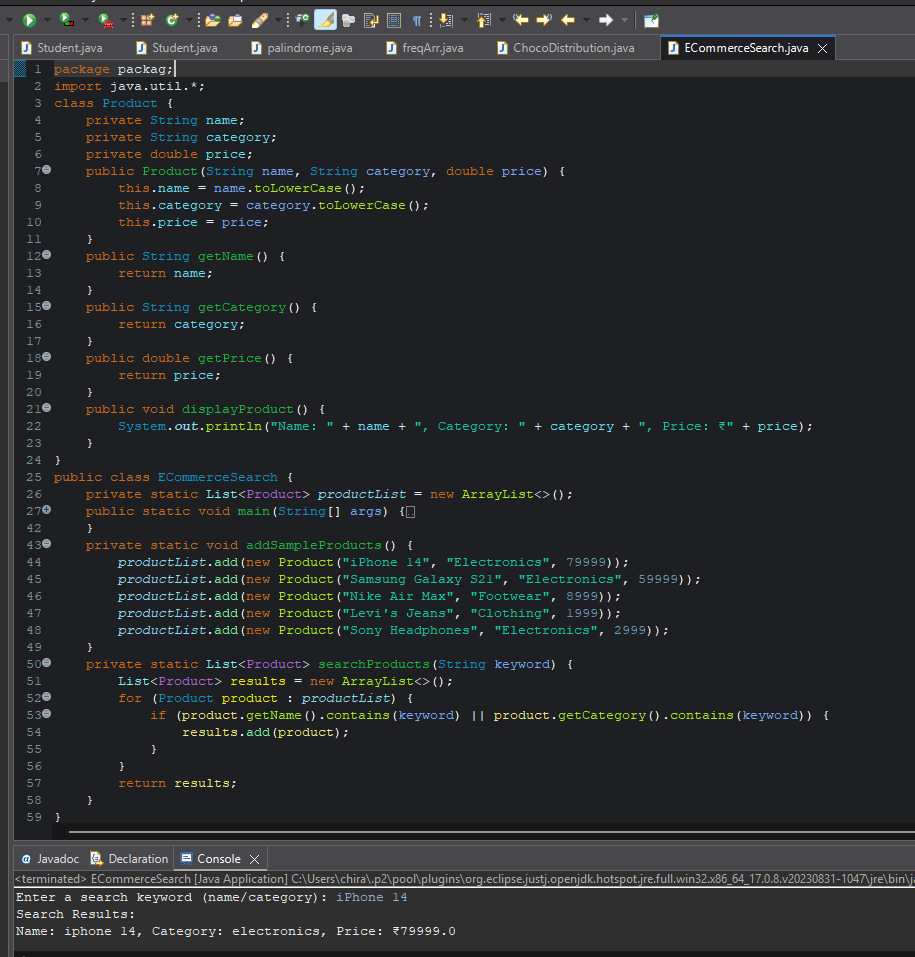 Student.java Student.java palindrome.java freqArr.java ChocoDistribution.java ECommerceSearch.java
1 package packag;
2 import java.util.*;
3 class Product {
4     private String name;
5     private String category;
6     private double price;
7     public Product(String name, String category, double price) {
8         this.name = name.toLowerCase();
9         this.category = category.toLowerCase();
10         this.price = price;
11     }
12     public String getName() {
13         return name;
14     }
15     public String getCategory() {
16         return category;
17     }
18     public double getPrice() {
19         return price;
20     }
21     public void displayProduct() {
22         System.out.println("Name: " + name + ", Category: " + category + ", Price: ₹" + price);
23     }
24 }
25 public class ECommerceSearch {
26     private static List<Product> productList = new ArrayList<>();
27     public static void main(String[] args) {
42     }
43     private static void addSampleProducts() {
44         productList.add(new Product("iPhone 14", "Electronics", 79999));
45         productList.add(new Product("Samsung Galaxy S21", "Electronics", 59999));
46         productList.add(new Product("Nike Air Max", "Footwear", 8999));
47         productList.add(new Product("Levi's Jeans", "Clothing", 1999));
48         productList.add(new Product("Sony Headphones", "Electronics", 2999));
49     }
50     private static List<Product> searchProducts(String keyword) {
51         List<Product> results = new ArrayList<>();
52         for (Product product : productList) {
53             if (product.getName().contains(keyword) || product.getCategory().contains(keyword)) {
54                 results.add(product);
55             }
56         }
57         return results;
58     }
59 }
Javadoc Declaration Console
<terminated> ECommerceSearch [Java Application] C:\Users\chira\.p2\pool\plugins\org.eclipse.justj.openjdk.hotspot.jre.full.win32.x86_64_17.0.8.v20230831-1047\jre\bin\
Enter a search keyword (name/category): iPhone 14
Search Results:
Name: iphone 14, Category: electronics, Price: ₹79999.0